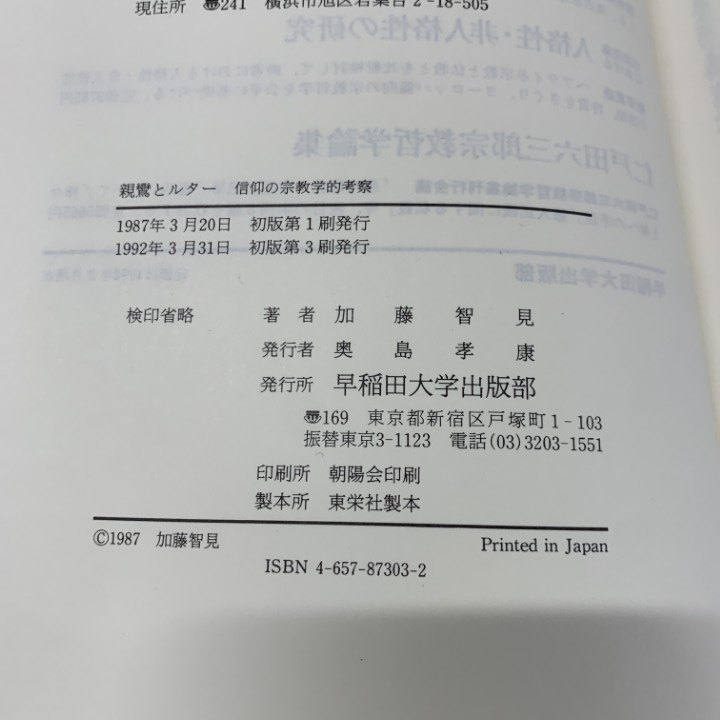 現住所 〠241 横浜市旭区若葉台2-18-505
親鸞とルター 信仰の宗教学的考察
1987年3月20日 初版第1刷発行
1992年3月31日 初版第3刷発行
検印省略 著者 加藤智見
発行者 奥島孝康
発行所 早稲田大学出版部
〠169 東京都新宿区戸塚町1-103
振替東京3-1123 電話(03)3203-1551
印刷所 朝陽会印刷
製本所 東栄社製本
©1987 加藤智見 Printed in Japan
ISBN 4-657-87303-2